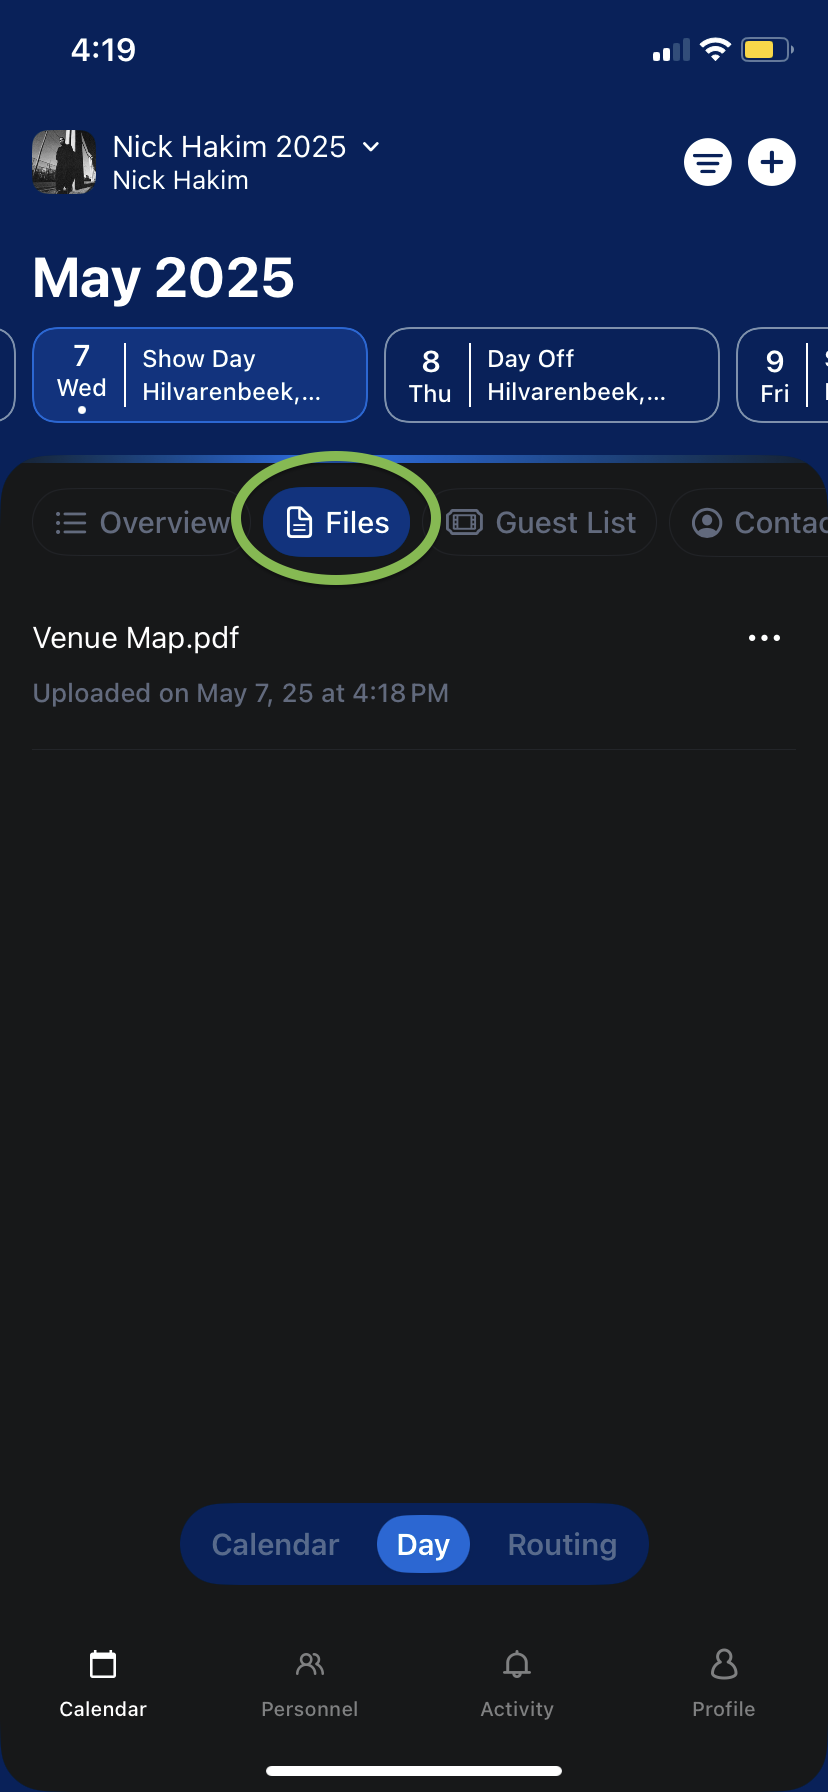 4:19
Nick Hakim 2025
Nick Hakim
May 2025
7
Wed
Show Day
Hilvarenbeek,...
8
Thu
Day Off
Hilvarenbeek,...
9
Fri
Overview
Files
Guest List
Contac
Venue Map.pdf
Uploaded on May 7, 25 at 4:18 PM
Calendar
Day
Routing
Calendar
Personnel
Activity
Profile